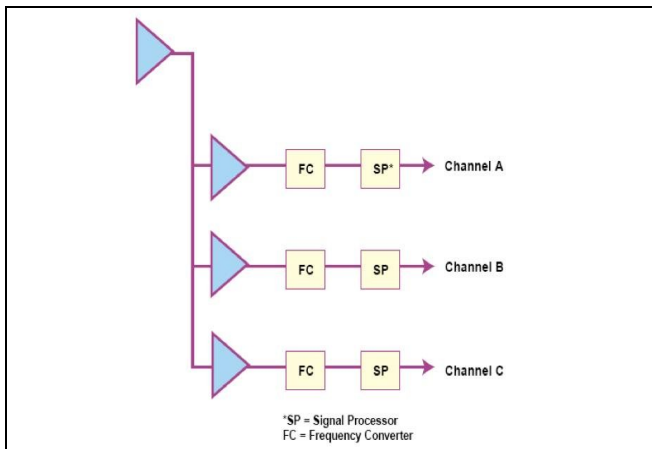 FC SP* Channel A
FC SP Channel B
FC SP Channel C
*SP = Signal Processor
FC = Frequency Converter